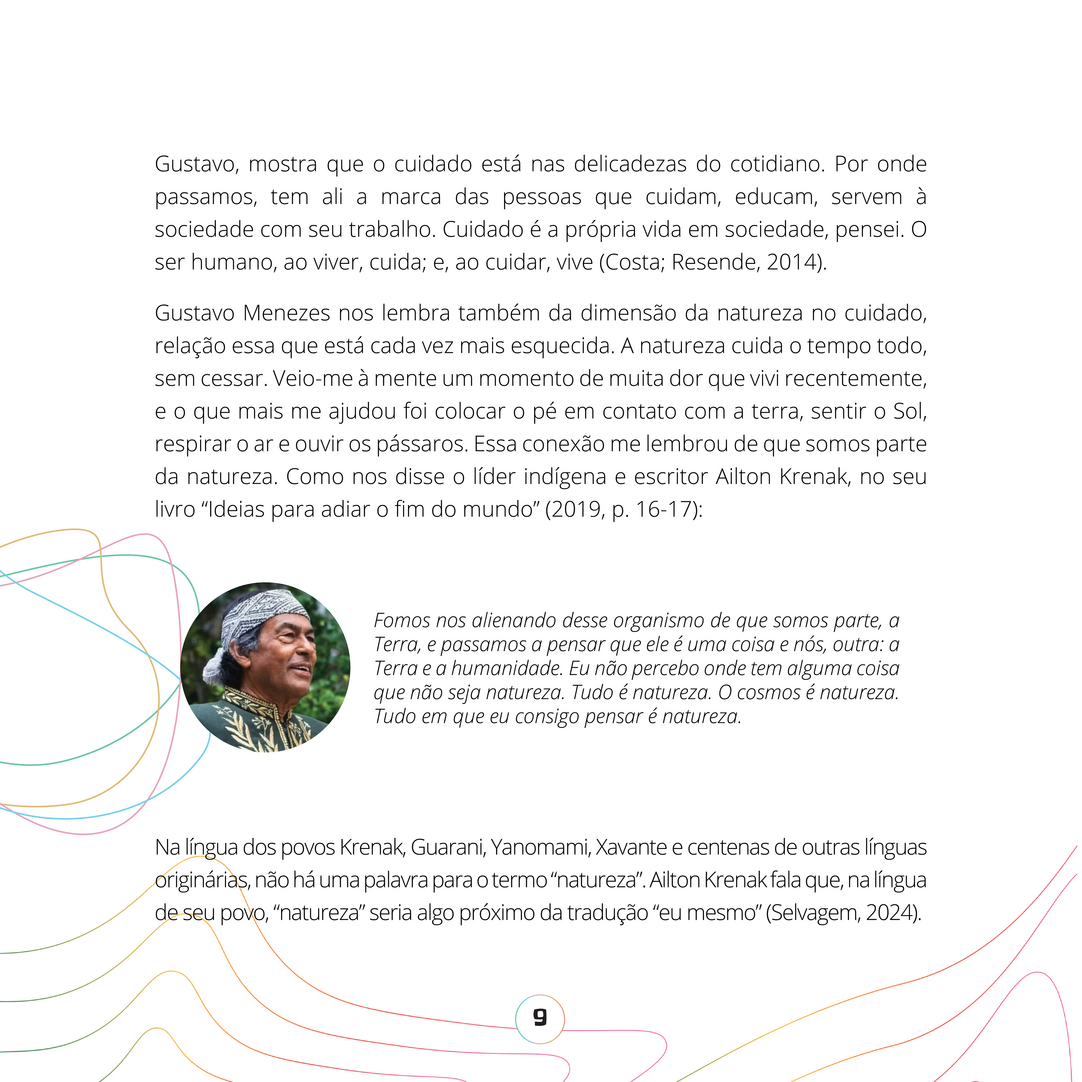 Gustavo, mostra que o cuidado está nas delicadezas do cotidiano. Por onde
passamos, tem ali a marca das pessoas que cuidam, educam, servem à
sociedade com seu trabalho. Cuidado é a própria vida em sociedade, pensei. O
ser humano, ao viver, cuida; e, ao cuidar, vive (Costa; Resende, 2014).
Gustavo Menezes nos lembra também da dimensão da natureza no cuidado,
relação essa que está cada vez mais esquecida. A natureza cuida o tempo todo,
sem cessar. Veio-me à mente um momento de muita dor que vivi recentemente,
e o que mais me ajudou foi colocar o pé em contato com a terra, sentir o Sol,
respirar o ar e ouvir os pássaros. Essa conexão me lembrou de que somos parte
da natureza. Como nos disse o líder indígena e escritor Ailton Krenak, no seu
livro “Ideias para adiar o fim do mundo” (2019, p. 16-17):
Fomos nos alienando desse organismo de que somos parte, a
Terra, e passamos a pensar que ele é uma coisa e nós, outra: a
Terra e a humanidade. Eu não percebo onde tem alguma coisa
que não seja natureza. Tudo é natureza. O cosmos é natureza.
Tudo em que eu consigo pensar é natureza.
Na língua dos povos Krenak, Guarani, Yanomami, Xavante e centenas de outras línguas
originárias, não há uma palavra para o termo “natureza”. Ailton Krenak fala que, na língua
de seu povo, “natureza” seria algo próximo da tradução “eu mesmo” (Selvagem, 2024).
9